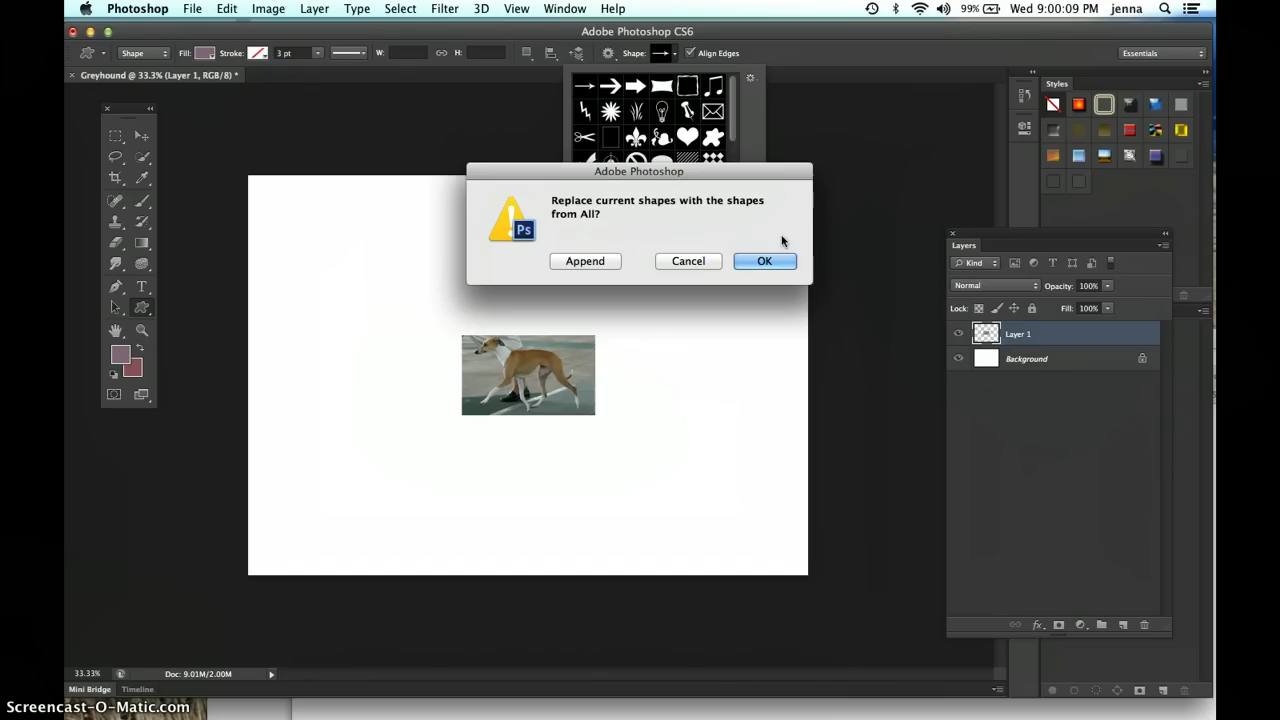 Photoshop File Edit Image Layer Type Select Filter 3D View Window Help 99% Wed 9:00:09 PM jenna
Adobe Photoshop CS6
Shape Fill: Stroke: 3 pt W: H: Shape: Align Edges Essentials
Greyhound @ 33.3% (Layer 1, RGB/8) *
Styles
Adobe Photoshop
Replace current shapes with the shapes
from All?
Ps
Append Cancel OK
Layers
Kind
Normal Opacity: 100%
Lock: Fill: 100%
Layer 1
Background
33.33% Doc: 9.01M/2.00M
Mini Bridge Timeline
Screencast-O-Matic.com